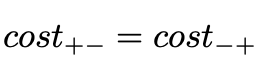 cost₊₋ = cost₋₊